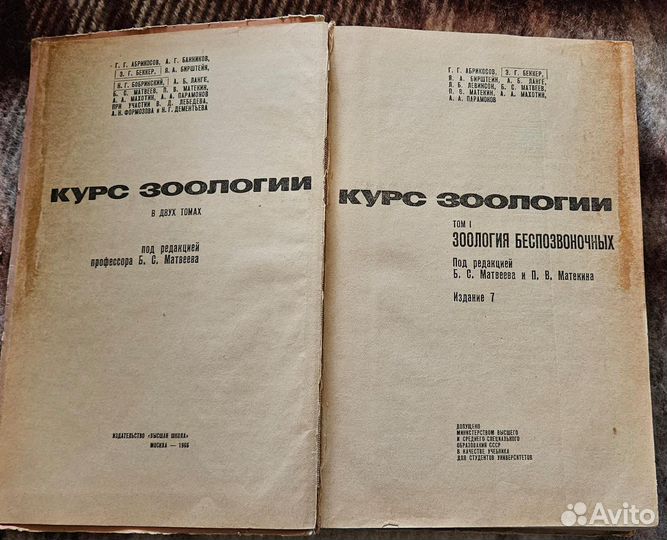 Г. Г. АБРИКОСОВ, А. Г. БАННИКОВ,
Э. Г. БЕККЕР, Я. А. БИРШТЕЙН,
Н. Г. БОБРИНСКИЙ, А. Б. ЛАНГЕ,
Б. С. МАТВЕЕВ, П. В. МАТЕКИН,
А. А. МАХОТИН, А. А. ПАРАМОНОВ
ПРИ УЧАСТИИ В. Д. ЛЕБЕДЕВА,
А. Н. ФОРМОЗОВА и Н. Г. ДЕМЕНТЬЕВА
КУРС ЗООЛОГИИ
В ДВУХ ТОМАХ
под редакцией
профессора Б. С. Матвеева
ИЗДАТЕЛЬСТВО «ВЫСШАЯ ШКОЛА»
МОСКВА — 1966
Г. Г. АБРИКОСОВ, Э. Г. БЕККЕР,
Я. А. БИРШТЕЙН, А. Б. ЛАНГЕ,
Л. Б. ЛЕВИНСОН, Б. С. МАТВЕЕВ,
П. В. МАТЕКИН, А. А. МАХОТИН,
А. А. ПАРАМОНОВ
КУРС ЗООЛОГИИ
ТОМ I
ЗООЛОГИЯ БЕСПОЗВОНОЧНЫХ
Под редакцией
Б. С. Матвеева и П. В. Матекина
Издание 7
ДОПУЩЕНО
МИНИСТЕРСТВОМ ВЫСШЕГО
И СРЕДНЕГО СПЕЦИАЛЬНОГО
ОБРАЗОВАНИЯ СССР
В КАЧЕСТВЕ УЧЕБНИКА
ДЛЯ СТУДЕНТОВ УНИВЕРСИТЕТОВ
Avito